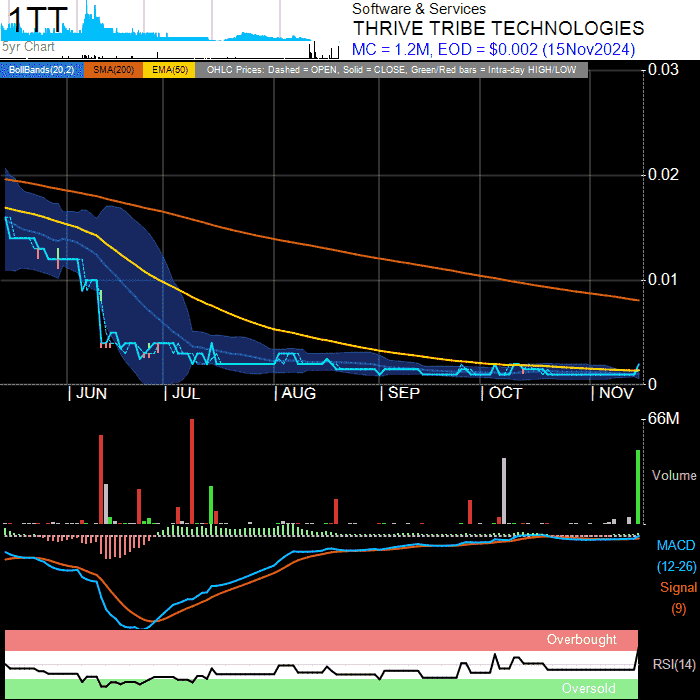 1TT
5yr Chart
Software & Services
THRIVE TRIBE TECHNOLOGIES
MC = 1.2M, EOD = $0.002 (15Nov2024)
BollBands(20,2) SMA(200) EMA(50) OHLC Prices: Dashed = OPEN, Solid = CLOSE, Green/Red bars = Intra-day HIGH/LOW
0.03
0.02
0.01
0
| JUN | JUL | AUG | SEP | OCT | NOV
66M
Volume
MACD
(12-26)
Signal
(9)
Overbought
RSI(14)
Oversold